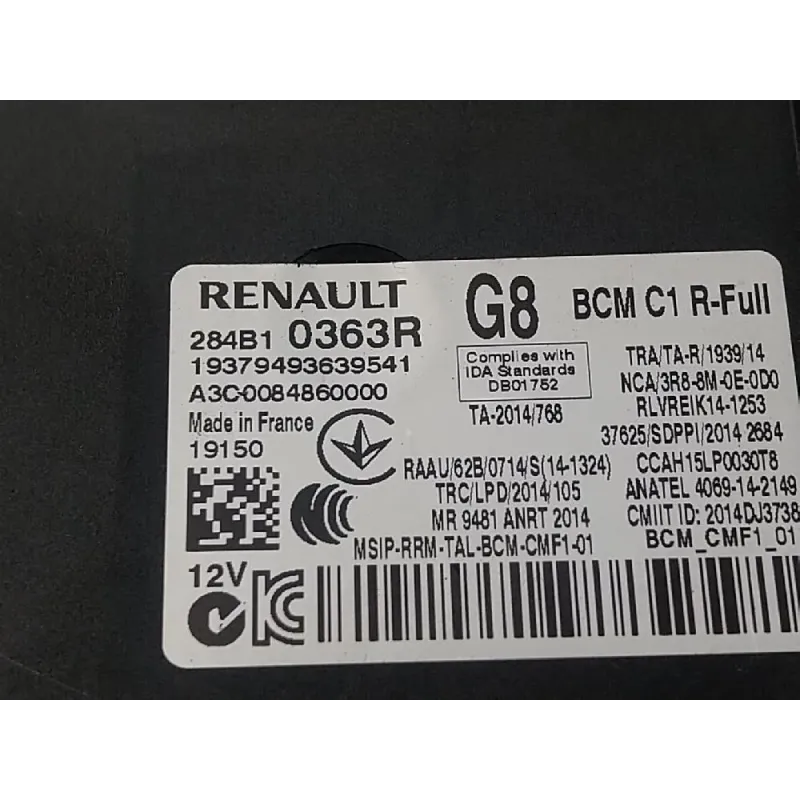 RENAULT G8 BCM C1 R-Full
284B1 0363R
19379493639541
A3C0084860000
Made in France
19150
Complies with
IDA Standards
DB01752
TA-2014/768
TRA/TA-R/1939/14
NCA/3R8-8M-0E-0D0
RLVREIK14-1253
37625/SDPPI/2014 2684
RAAU/62B/0714/S(14-1324) CCAH15LP0030T8
TRC/LPD/2014/105 ANATEL 4069-14-2149
MR 9481 ANRT 2014 CMIIT ID: 2014DJ3738
MSIP-RRM-TAL-BCM-CMF1-01 BCM_CMF1_01
12V